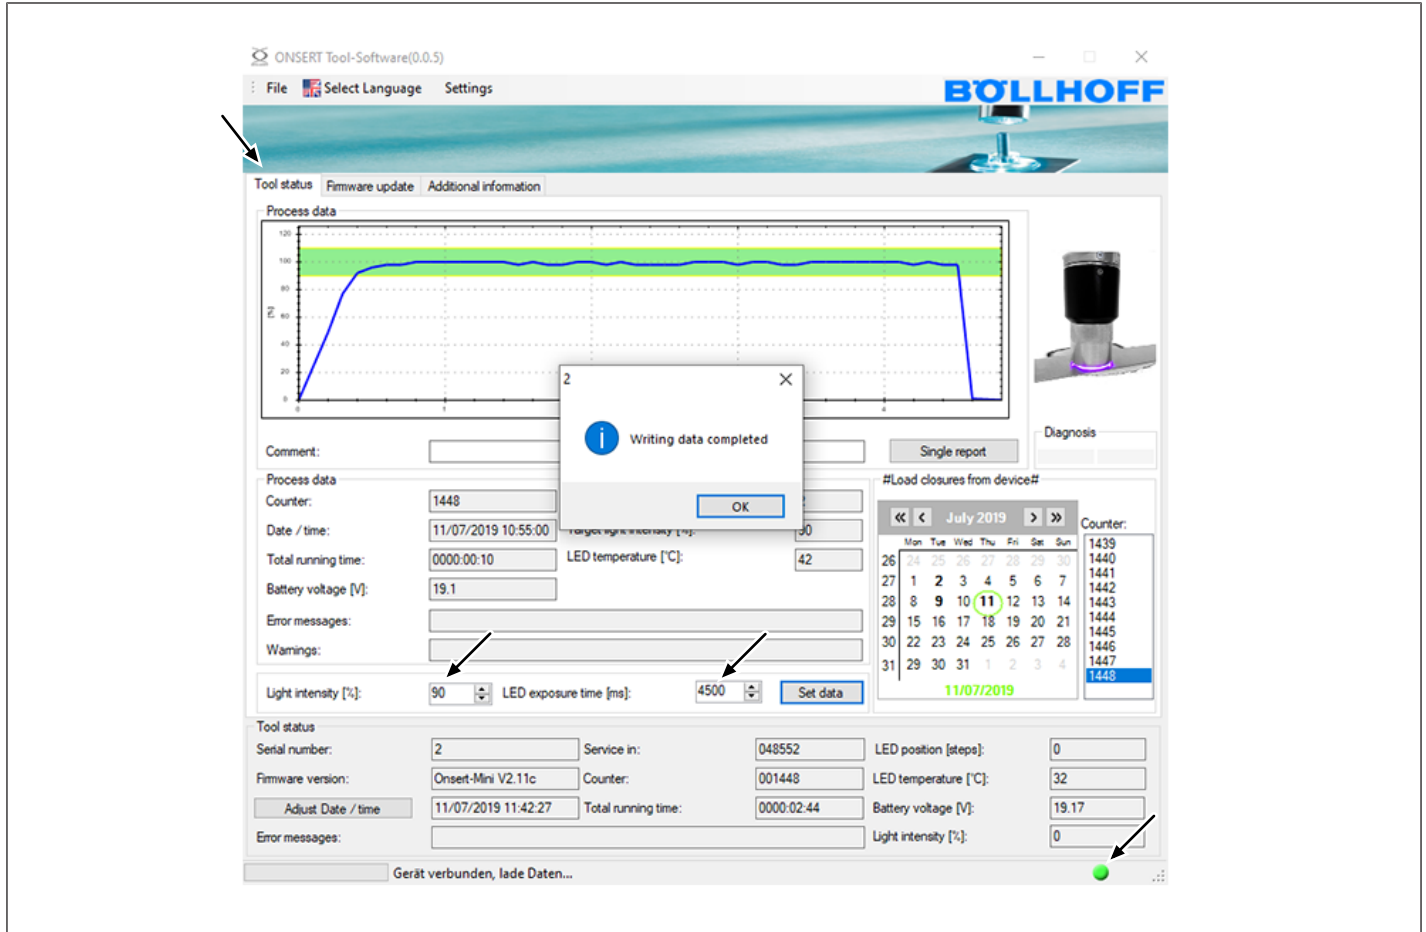 ONSERT Tool-Software(0.0.5)
File Select Language Settings
BÖLLHOFF
Tool status Firmware update Additional information
Process data
120
100
80
[%]
60
40
20
0
0 1 4
2
Writing data completed
OK
Comment: Single report
Diagnosis
Process data
Counter: 1448
Date / time: 11/07/2019 10:55:00 Target light intensity [%]: 90
Total running time: 0000:00:10 LED temperature [°C]: 42
Battery voltage [V]: 19.1
Error messages:
Warnings:
#Load closures from device#
July 2019
Mon Tue Wed Thu Fri Sat Sun
26 24 25 26 27 28 29 30
27 1 2 3 4 5 6 7
28 8 9 10 11 12 13 14
29 15 16 17 18 19 20 21
30 22 23 24 25 26 27 28
31 29 30 31 1 2 3 4
11/07/2019
Counter:
1439
1440
1441
1442
1443
1444
1445
1446
1447
1448
Light intensity [%]: 90 LED exposure time [ms]: 4500 Set data
Tool status
Serial number: 2 Service in: 048552 LED position [steps]: 0
Firmware version: Onsert-Mini V2.11c Counter: 001448 LED temperature [°C]: 32
Adjust Date / time 11/07/2019 11:42:27 Total running time: 0000:02:44 Battery voltage [V]: 19.17
Error messages: Light intensity [%]: 0
Gerät verbunden, lade Daten...